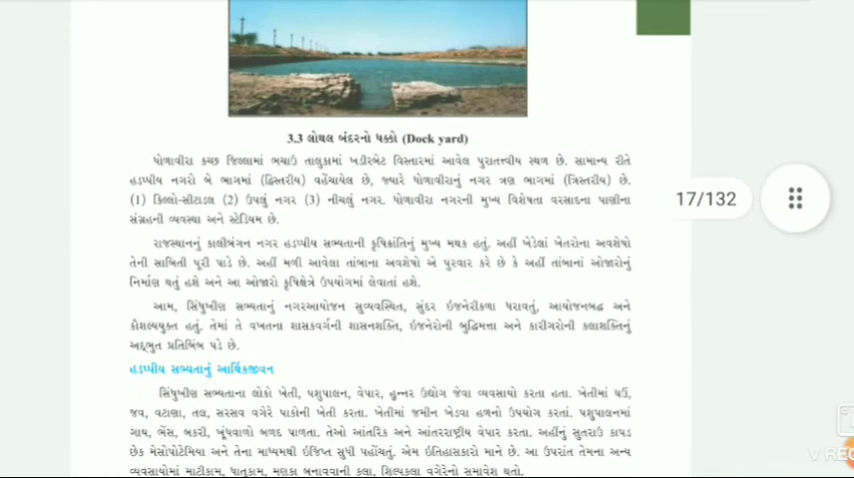 3.3 લોથલ બંદરનો ધક્કો (Dock yard)
ધોળાવીરા કચ્છ જિલ્લામાં ભચાઉ તાલુકામાં ખડીરબેટ વિસ્તારમાં આવેલ પુરાતત્ત્વીય સ્થળ છે. સામાન્ય રીતે
હડપ્પીય નગરો બે ભાગમાં (દ્વિસ્તરીય) વહેંચાયેલ છે, જ્યારે ધોળાવીરાનું નગર ત્રણ ભાગમાં (ત્રિસ્તરીય) છે.
(1) કિલ્લો-સીટાડલ (2) ઉપલું નગર (3) નીચલું નગર. ધોળાવીરા નગરની મુખ્ય વિશેષતા વરસાદના પાણીના
સંગ્રહની વ્યવસ્થા અને સ્ટેડિયમ છે.
રાજસ્થાનનું કાલીબંગન નગર હડપ્પીય સભ્યતાની કૃષિક્રાંતિનું મુખ્ય મથક હતું. અહીં ખેડેલાં ખેતરોના અવશેષો
તેની સાબિતી પૂરી પાડે છે. અહીં મળી આવેલા તાંબાના અવશેષો એ પુરવાર કરે છે કે અહીં તાંબાનાં ઓજારોનું
નિર્માણ થતું હશે અને આ ઓજારો કૃષિક્ષેત્રે ઉપયોગમાં લેવાતાં હશે.
આમ, સિંધુખીણ સભ્યતાનું નગરઆયોજન સુવ્યવસ્થિત, સુંદર ઇજનેરીકળા ધરાવતું, આયોજનબદ્ધ અને
કૌશલ્યયુક્ત હતું. તેમાં તે વખતના શાસકવર્ગની શાસનશક્તિ, ઇજનેરોની બુદ્ધિમત્તા અને કારીગરોની કલાશક્તિનું
અદ્ભુત પ્રતિબિંબ પડે છે.
હડપ્પીય સભ્યતાનું આર્થિકજીવન
સિંધુખીણ સભ્યતાના લોકો ખેતી, પશુપાલન, વેપાર, હુન્નર ઉદ્યોગ જેવા વ્યવસાયો કરતા હતા. ખેતીમાં ઘઉં,
જવ, વટાણા, તલ, સરસવ વગેરે પાકોની ખેતી કરતા. ખેતીમાં જમીન ખેડવા હળનો ઉપયોગ કરતાં. પશુપાલનમાં
ગાય, ભેંસ, બકરી, ખૂંધવાળો બળદ પાળતા. તેઓ આંતરિક અને આંતરરાષ્ટ્રીય વેપાર કરતા. અહીંનું સુતરાઉ કાપડ
છેક મેસોપોટેમિયા અને તેના માધ્યમથી ઇજિપ્ત સુધી પહોંચતું. એમ ઇતિહાસકારો માને છે. આ ઉપરાંત તેમના અન્ય
વ્યવસાયોમાં માટીકામ, ધાતુકામ, મણકા બનાવવાની કલા, શિલ્પકલા વગેરેનો સમાવેશ થતો.
17/132
V REC